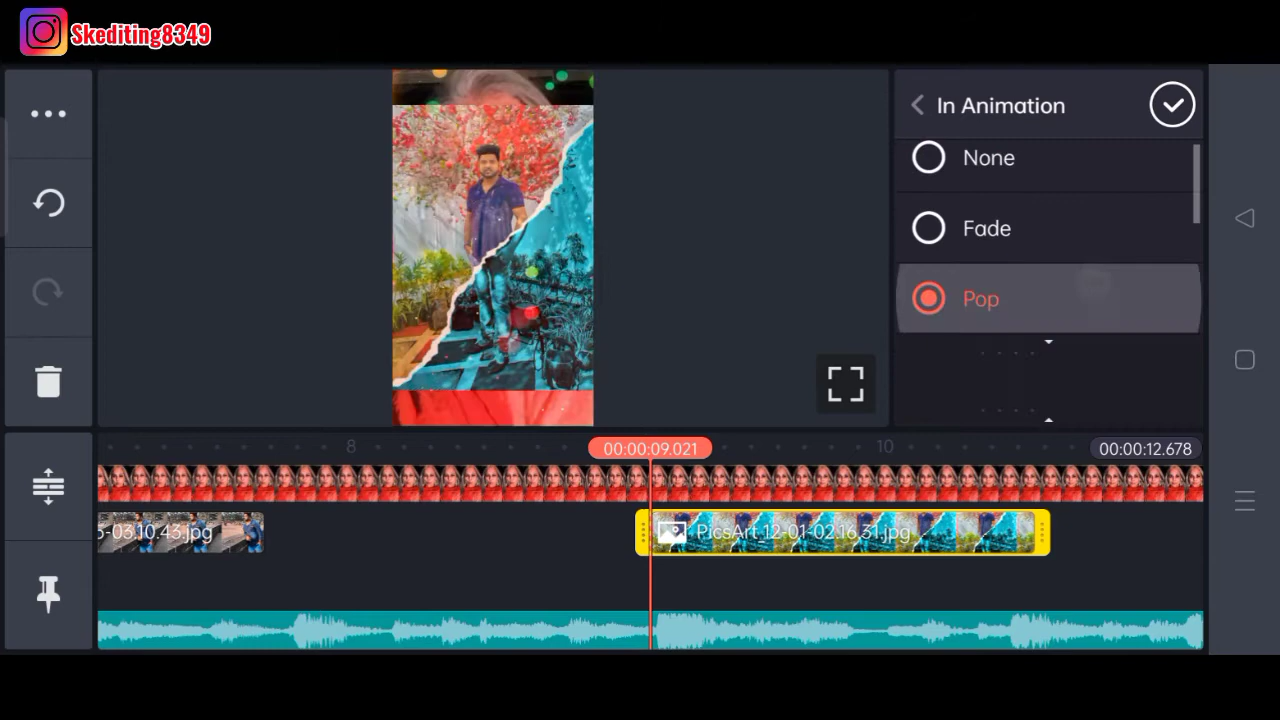 Skediting8349
In Animation
None
Fade
Pop
8
00:00:09.021
10
00:00:12.678
-03.10.43.jpg
PicsArt_12-01-02.16.31.jpg